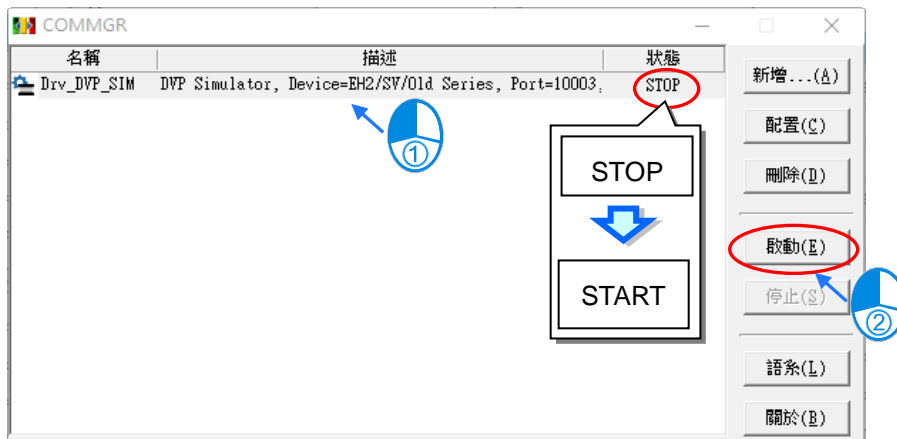 COMMGR
名稱 描述 狀態
Drv_DVP_SIM DVP Simulator, Device=EH2/SV/Old Series, Port=10003, STOP
新增...(A)
配置(C)
刪除(D)
啟動(E)
停止(S)
語系(L)
關於(B)
STOP
START
①
②